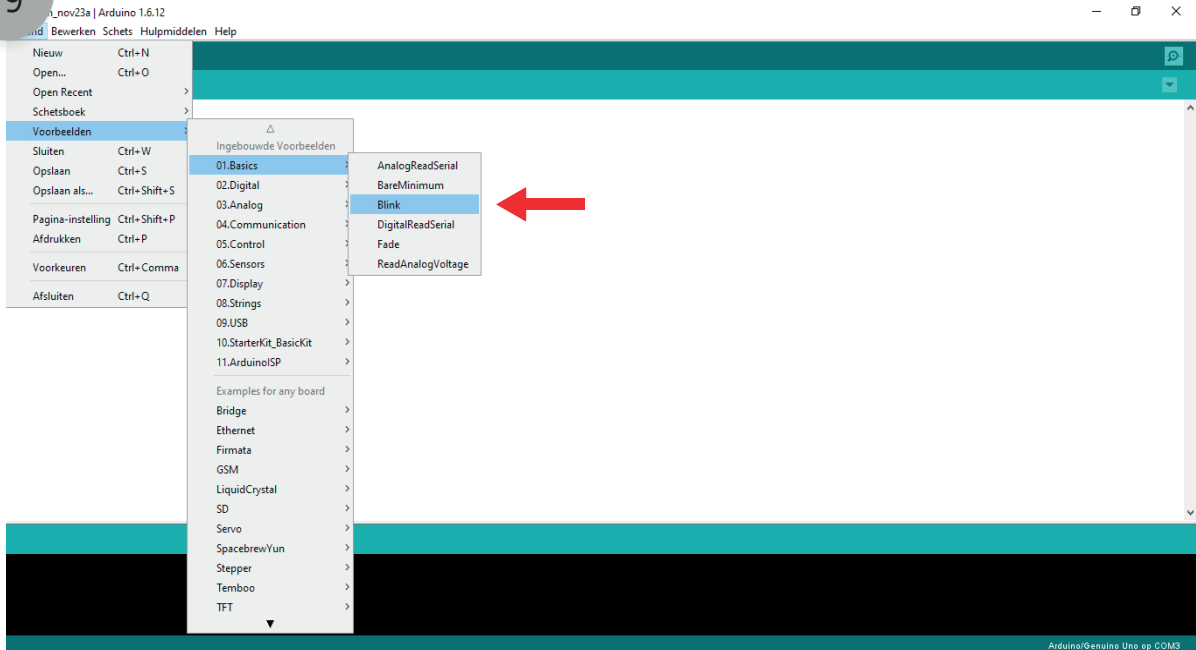 9
_nov23a | Arduino 1.6.12
Bewerken Schets Hulpmiddelen Help
Nieuw Ctrl+N
Open... Ctrl+O
Open Recent
Schetsboek
Voorbeelden
Sluiten Ctrl+W
Opslaan Ctrl+S
Opslaan als... Ctrl+Shift+S
Pagina-instelling Ctrl+Shift+P
Afdrukken Ctrl+P
Voorkeuren Ctrl+Comma
Afsluiten Ctrl+Q
Ingebouwde Voorbeelden
01.Basics
02.Digital
03.Analog
04.Communication
05.Control
06.Sensors
07.Display
08.Strings
09.USB
10.StarterKit_BasicKit
11.ArduinoISP
Examples for any board
Bridge
Ethernet
Firmata
GSM
LiquidCrystal
SD
Servo
SpacebrewYun
Stepper
Temboo
TFT
AnalogReadSerial
BareMinimum
Blink
DigitalReadSerial
Fade
ReadAnalogVoltage
Arduino/Genuino Uno op COM3